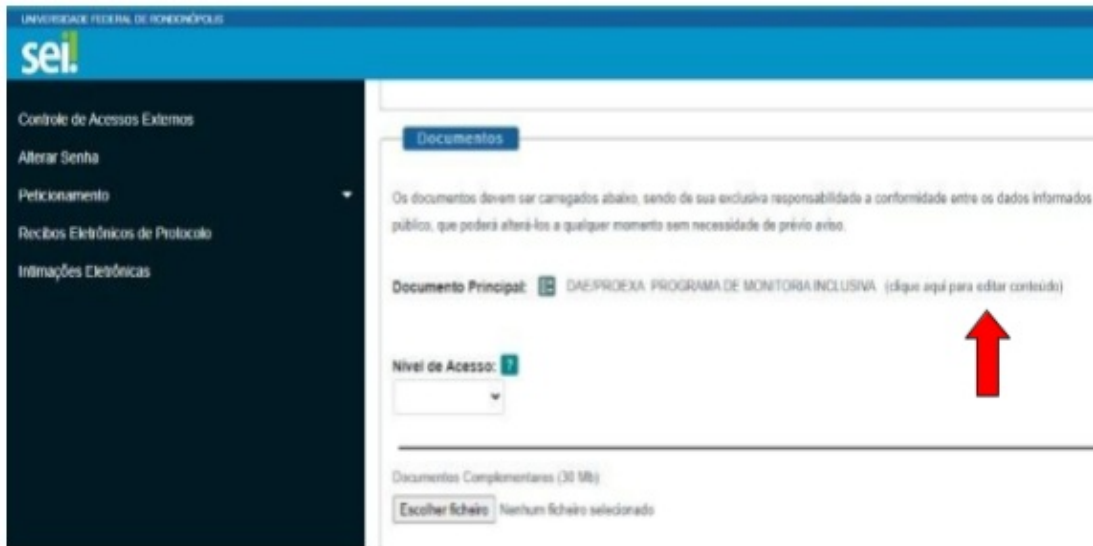 UNIVERSIDADE FEDERAL DE RONDONÓPOLIS
sei!
Controle de Acessos Externos
Alterar Senha
Peticionamento
Recibos Eletrônicos de Protocolo
Intimações Eletrônicas
Documentos
Os documentos devem ser carregados abaixo, sendo de sua exclusiva responsabilidade a conformidade entre os dados informados
público, que poderá alterá-los a qualquer momento sem necessidade de prévio aviso.
Documento Principal: DAE/PROEXA PROGRAMA DE MONITORIA INCLUSIVA (clique aqui para editar conteúdo)
Nível de Acesso: ?
Documentos Complementares (30 Mb)
Escolher ficheiro Nenhum ficheiro selecionado